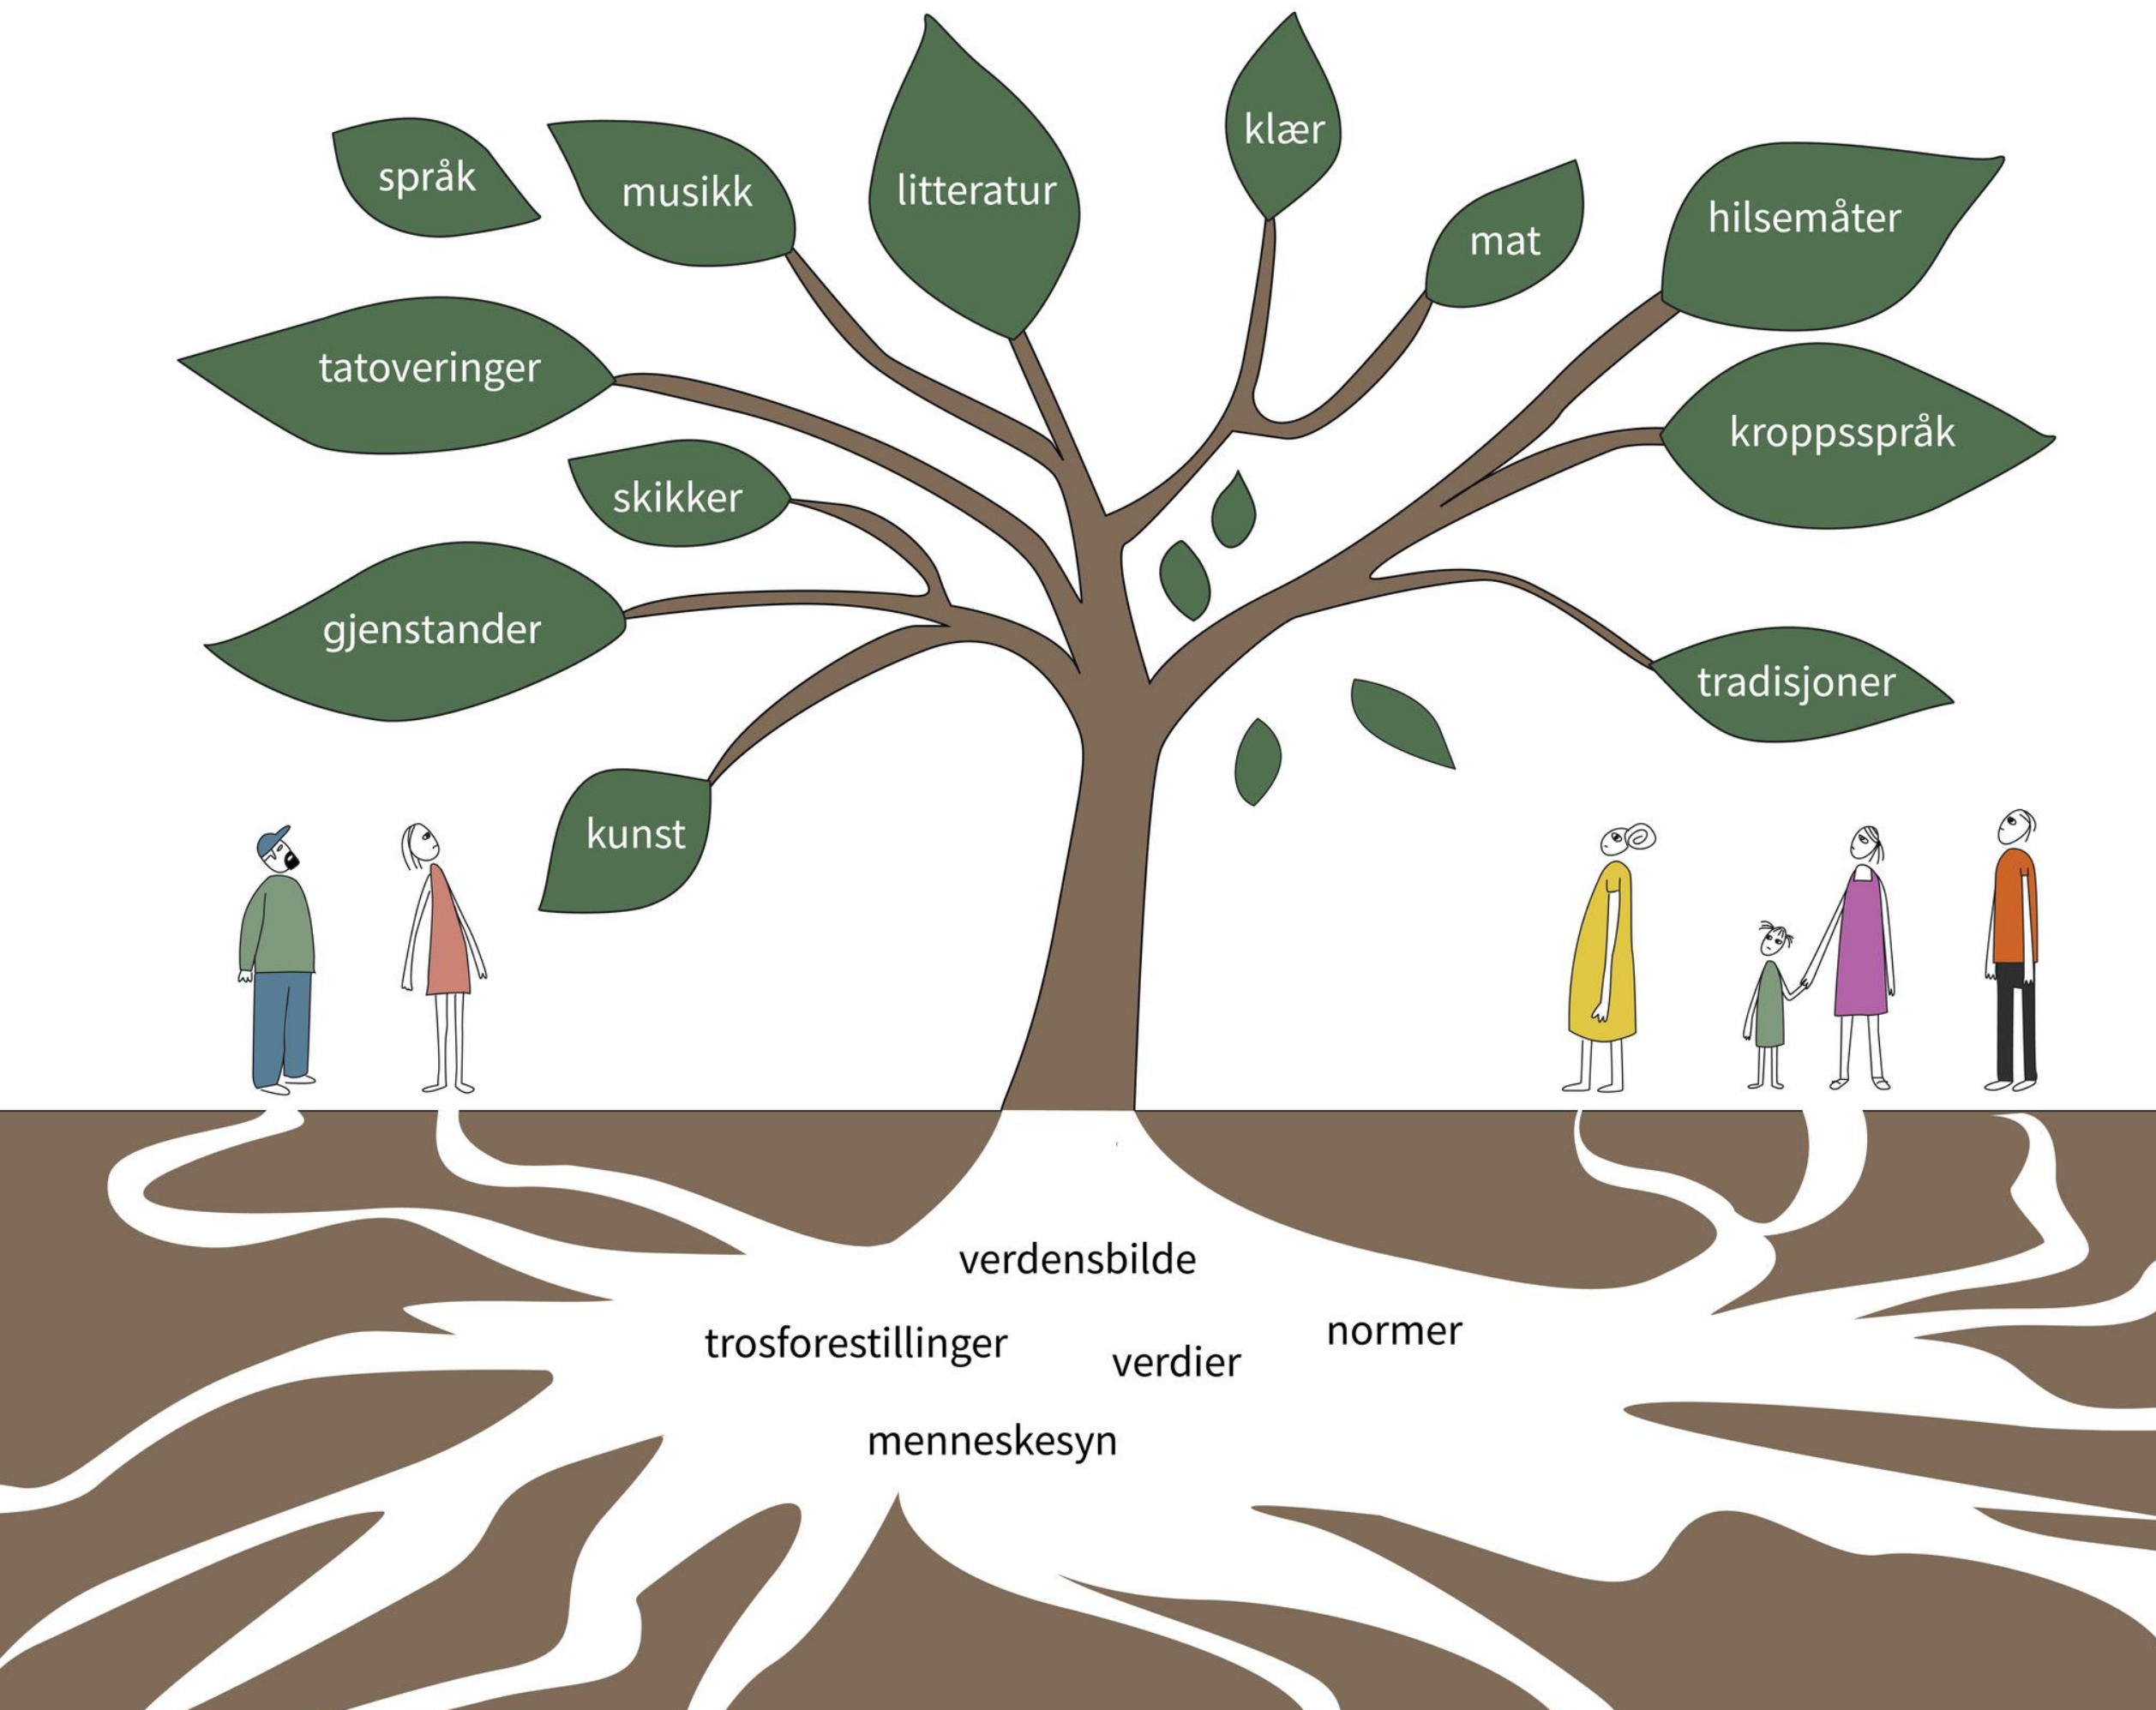 språk
musikk
litteratur
klær
mat
hilsemåter
tatoveringer
kroppsspråk
skikker
gjenstander
tradisjoner
kunst
verdensbilde
trosforestillinger
verdier
normer
menneskesyn